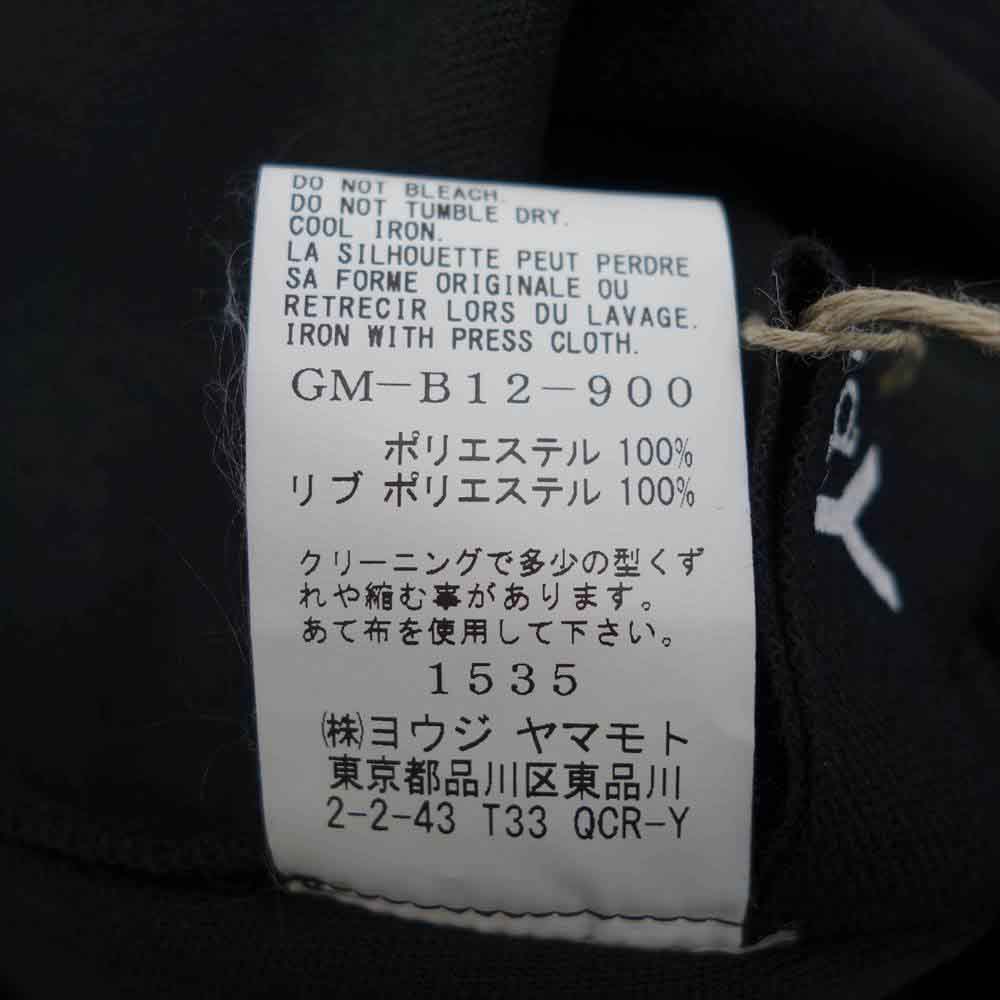 DO NOT BLEACH.
DO NOT TUMBLE DRY.
COOL IRON.
LA SILHOUETTE PEUT PERDRE
SA FORME ORIGINALE OU
RETRECIR LORS DU LAVAGE.
IRON WITH PRESS CLOTH.
GM-B12-900
ポリエステル 100%
リブ ポリエステル 100%
クリーニングで多少の型くず
れや縮む事があります。
あて布を使用して下さい。
1535
㈱ヨウジ ヤマモト
東京都品川区東品川
2-2-43 T33 QCR-Y